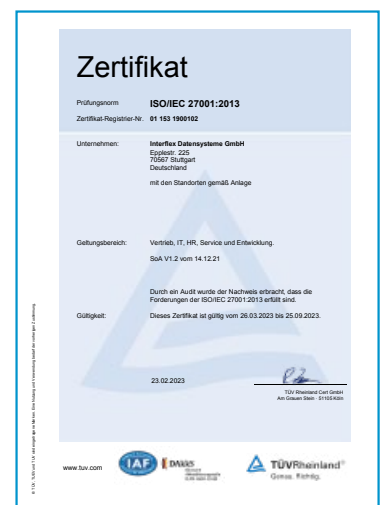 Zertifikat
Prüfungsnorm ISO/IEC 27001:2013
Zertifikat-Registrier-Nr. 01 153 1900102
Unternehmen: Interflex Datensysteme GmbH
Epplestr. 225
70567 Stuttgart
Deutschland
mit den Standorten gemäß Anlage
Geltungsbereich: Vertrieb, IT, HR, Service und Entwicklung.
SoA V1.2 vom 14.12.21
Durch ein Audit wurde der Nachweis erbracht, dass die
Forderungen der ISO/IEC 27001:2013 erfüllt sind.
Gültigkeit: Dieses Zertifikat ist gültig vom 26.03.2023 bis 25.09.2023.
23.02.2023
TÜV Rheinland Cert GmbH
Am Grauen Stein · 51105 Köln
www.tuv.com
IAF
DAkkS
TÜVRheinland®
Genau. Richtig.